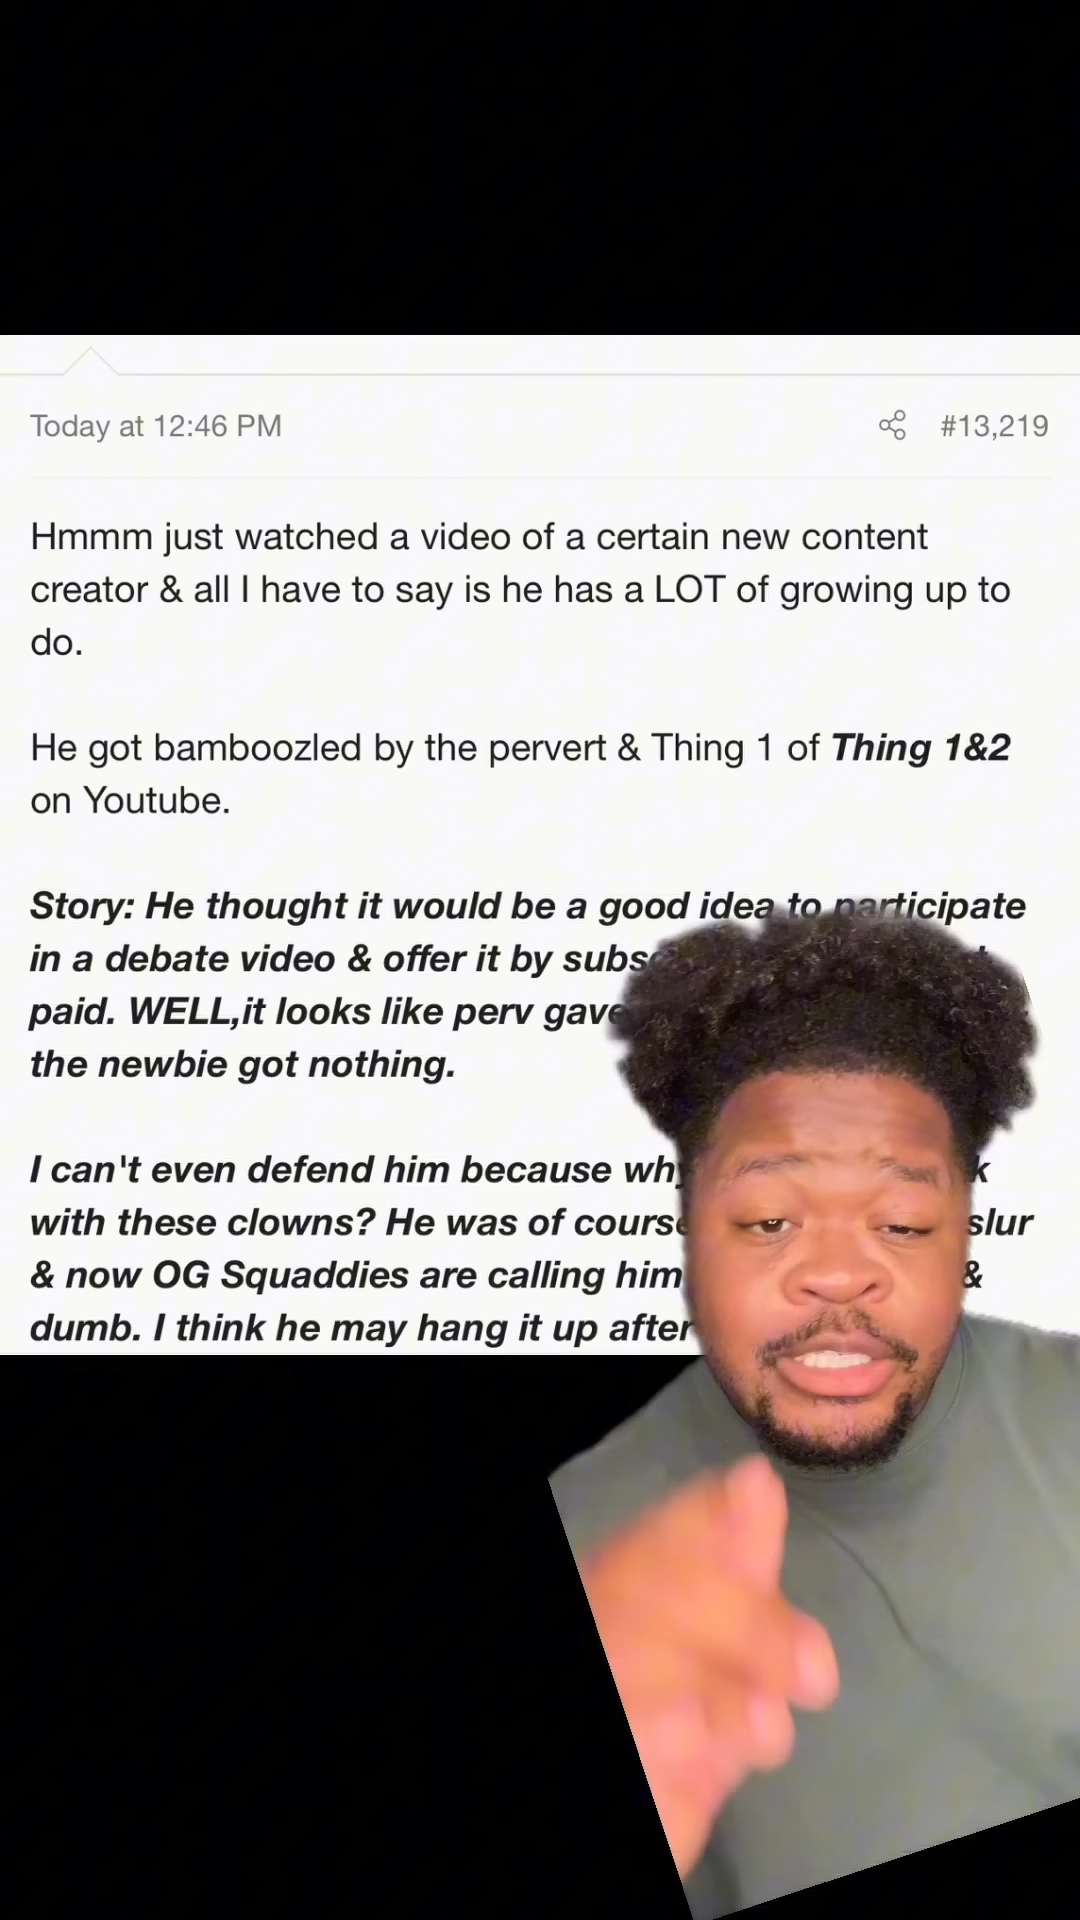 Today at 12:46 PM #13,219
Hmmm just watched a video of a certain new content
creator & all I have to say is he has a LOT of growing up to
do.
He got bamboozled by the pervert & Thing 1 of Thing 1&2
on Youtube.
Story: He thought it would be a good idea to participate
in a debate video & offer it by
paid. WELL,it looks like perv gave
the newbie got nothing.
I can't even defend him because
with these clowns? He was of course slur
& now OG Squaddies are calling him &
dumb. I think he may hang it up after